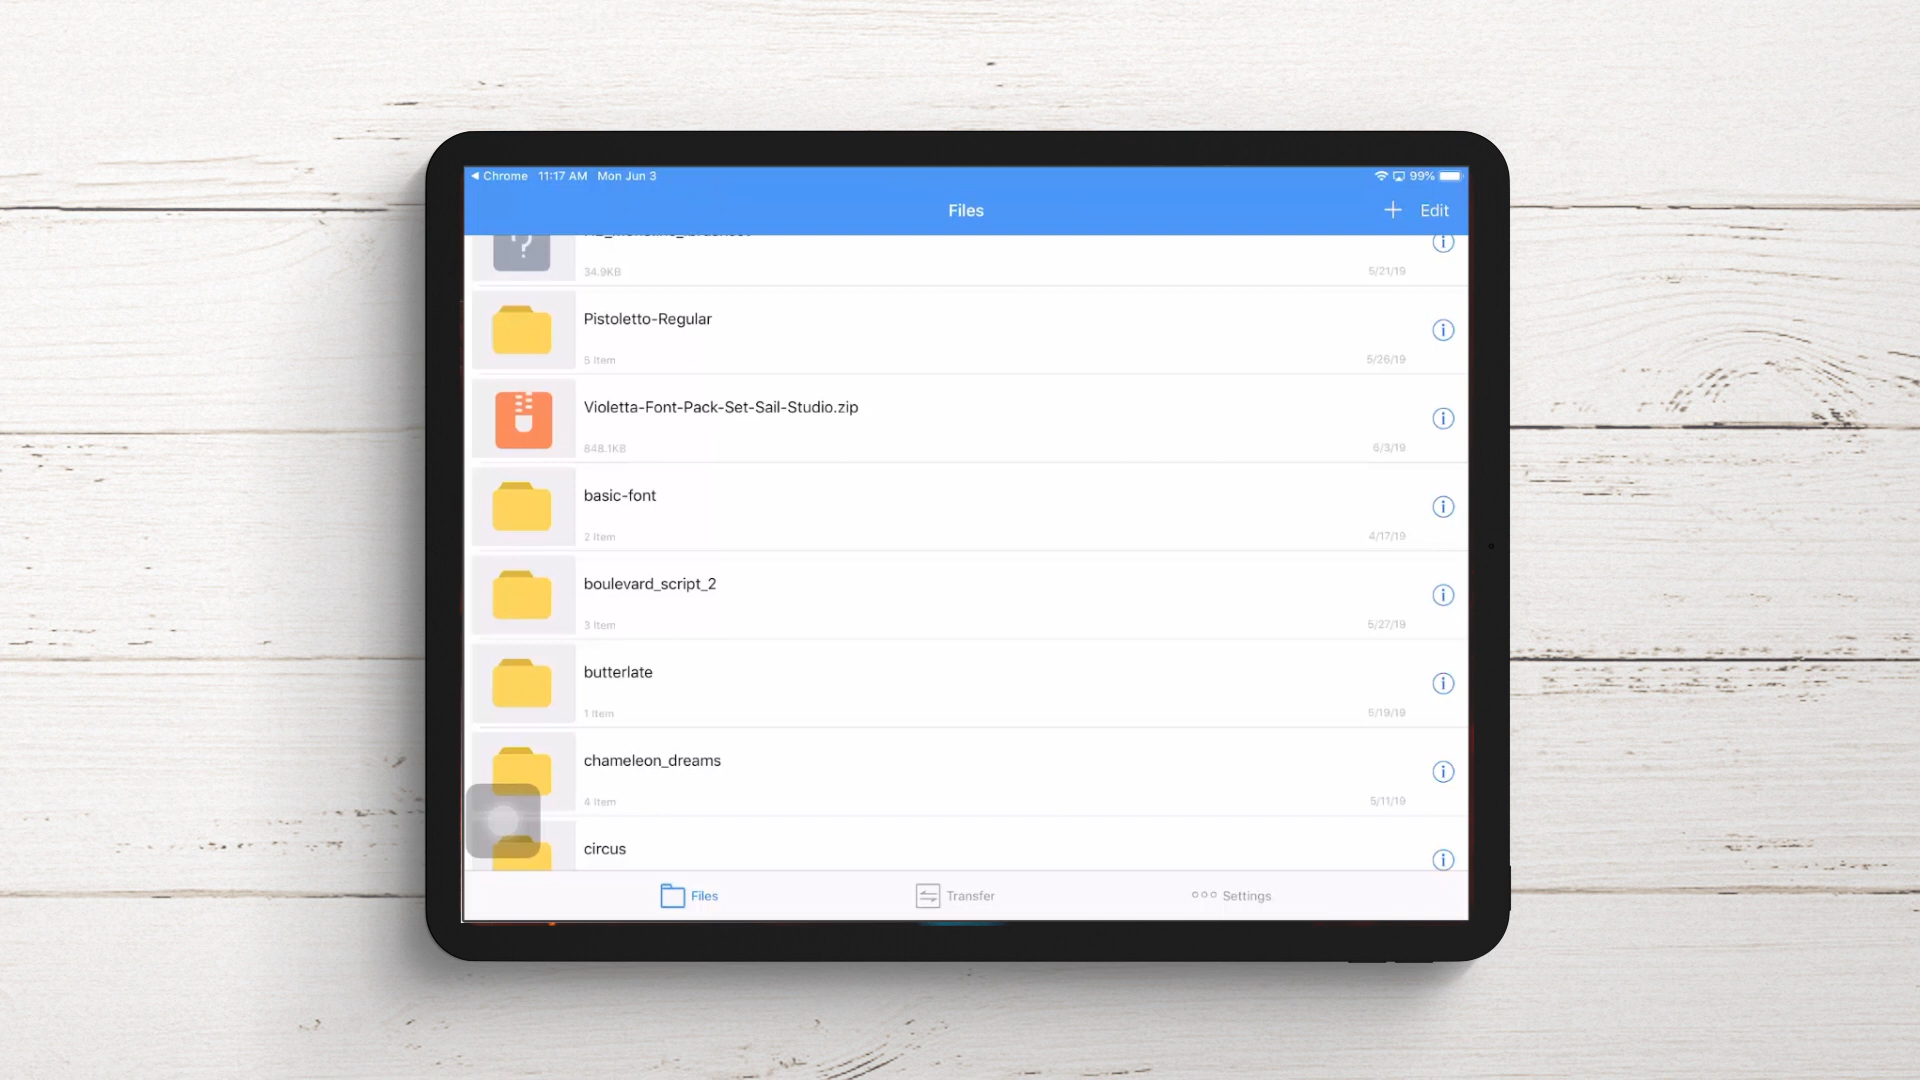 Chrome 11:17 AM Mon Jun 3 99%
Files
Edit
?
34.9KB 5/21/19
Pistoletto-Regular
5 Item 5/26/19
Violetta-Font-Pack-Set-Sail-Studio.zip
848.1KB 6/3/19
basic-font
2 Item 4/17/19
boulevard_script_2
3 Item 5/27/19
butterlate
1 Item 5/19/19
chameleon_dreams
4 Item 5/11/19
circus
Files Transfer Settings